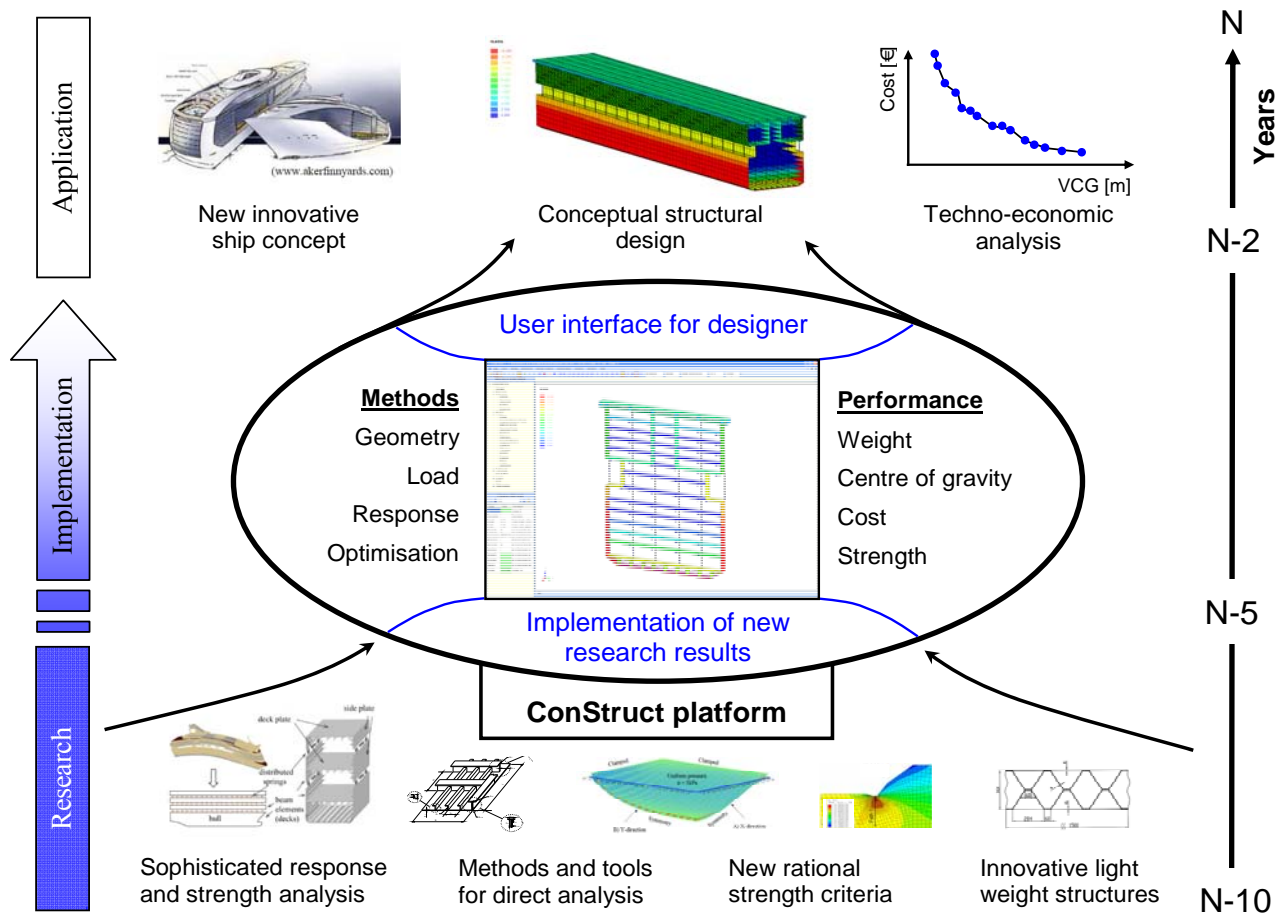 N
Application
Cost [€]
Years
(www.akerfinnyards.com)
VCG [m]
New innovative
ship concept
Conceptual structural
design
Techno-economic
analysis
N-2
User interface for designer
Implementation
Methods
Geometry
Load
Response
Optimisation
Performance
Weight
Centre of gravity
Cost
Strength
Implementation of new
research results
N-5
ConStruct platform
Research
side plate
deck plate
distributed
springs
beam
elements
(decks)
hull
Clamped
Clamped
Uniform pressure
Sophisticated response
and strength analysis
Methods and tools
for direct analysis
New rational
strength criteria
Innovative light
weight structures
N-10